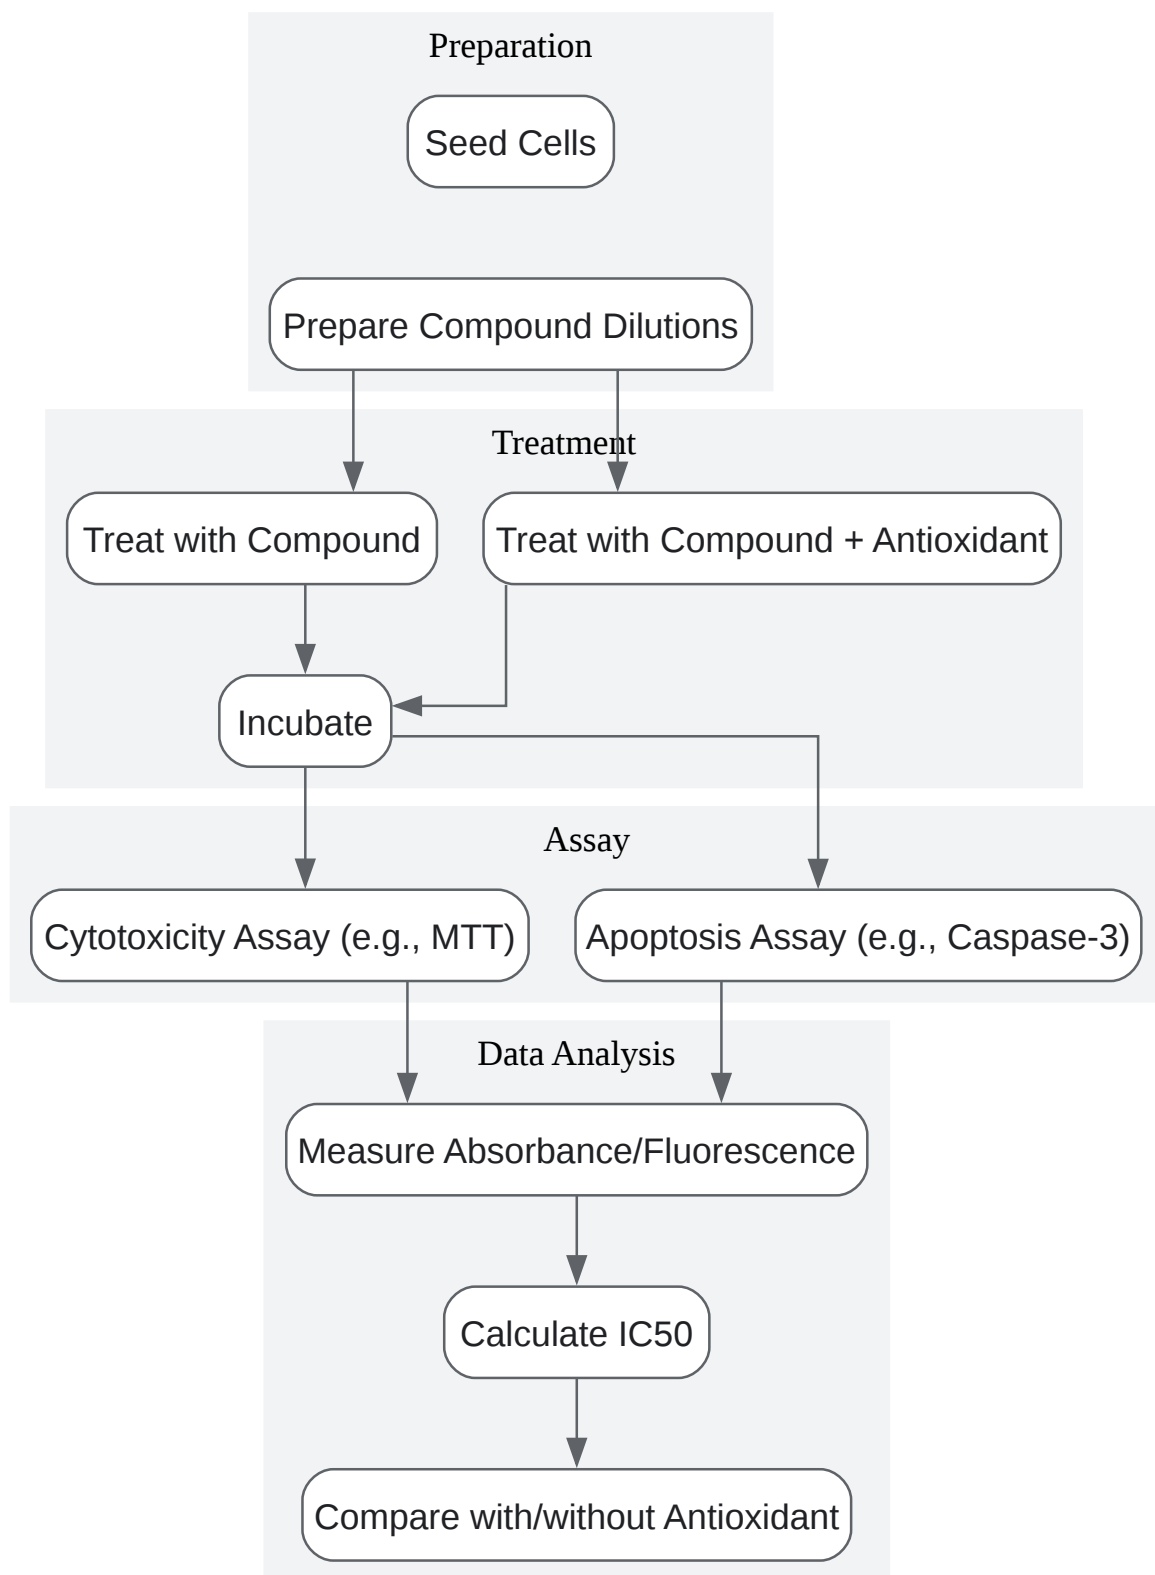 Preparation
Seed Cells
Prepare Compound Dilutions
Treatment
Treat with Compound
Treat with Compound + Antioxidant
Incubate
Assay
Cytotoxicity Assay (e.g., MTT)
Apoptosis Assay (e.g., Caspase-3)
Data Analysis
Measure Absorbance/Fluorescence
Calculate IC50
Compare with/without Antioxidant